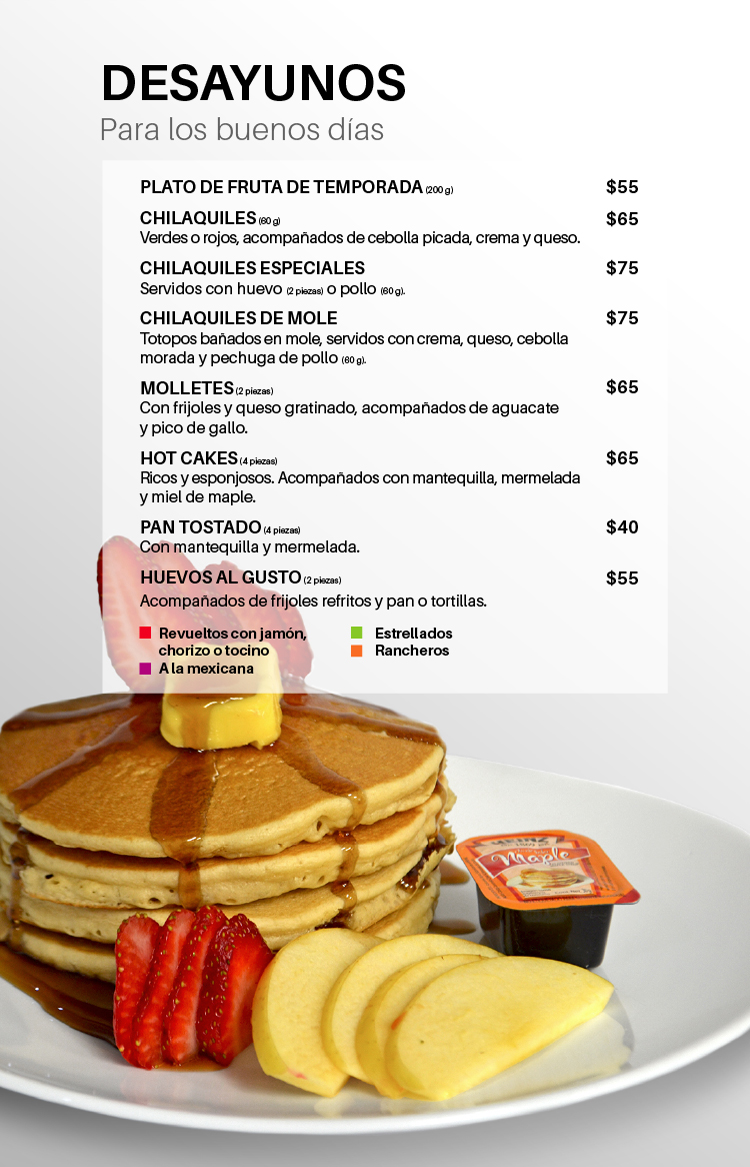 DESAYUNOS
Para los buenos días
PLATO DE FRUTA DE TEMPORADA (200 g) $55
CHILAQUILES (60 g) $65
Verdes o rojos, acompañados de cebolla picada, crema y queso.
CHILAQUILES ESPECIALES $75
Servidos con huevo (2 piezas) o pollo (60 g).
CHILAQUILES DE MOLE $75
Totopos bañados en mole, servidos con crema, queso, cebolla
morada y pechuga de pollo (60 g).
MOLLETES (2 piezas) $65
Con frijoles y queso gratinado, acompañados de aguacate
y pico de gallo.
HOT CAKES (4 piezas) $65
Ricos y esponjosos. Acompañados con mantequilla, mermelada
y miel de maple.
PAN TOSTADO (4 piezas) $40
Con mantequilla y mermelada.
HUEVOS AL GUSTO (2 piezas) $55
Acompañados de frijoles refritos y pan o tortillas.
Revueltos con jamón,
chorizo o tocino
A la mexicana
Estrellados
Rancheros
HEINZ
Maple